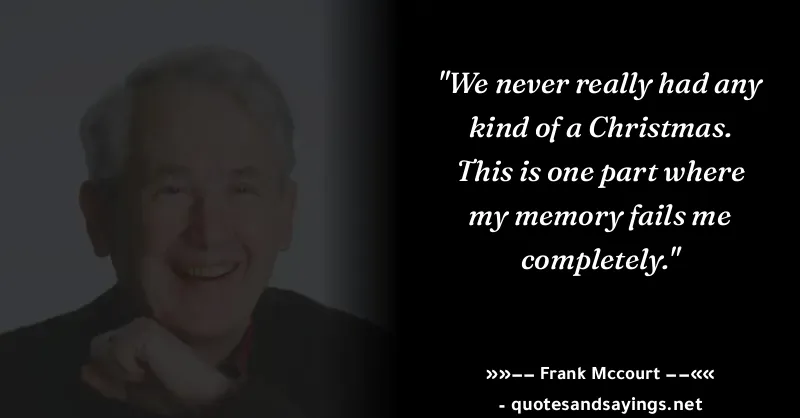 "We never really had any
kind of a Christmas.
This is one part where
my memory fails me
completely."
»»–– Frank Mccourt ––««
- quotesandsayings.net